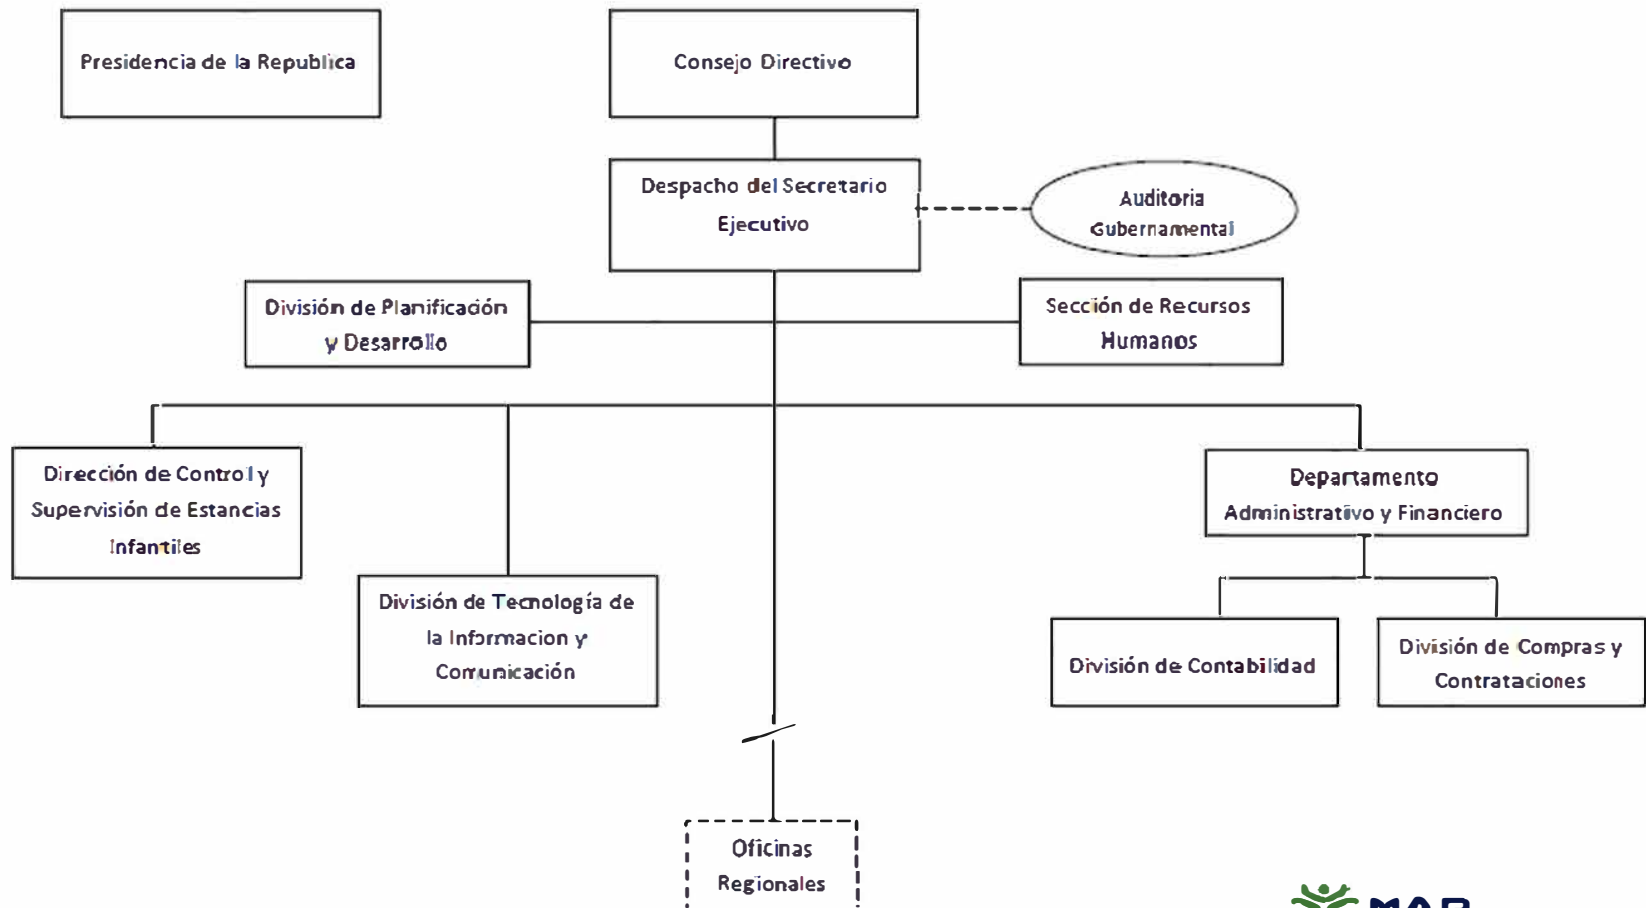 Presidencia de la Republica
Consejo Directivo
Despacho del Secretario
Ejecutivo
Auditoria
Gubernamental
División de Planificación
y Desarrollo
Sección de Recursos
Humanos
Dirección de Control y
Supervisión de Estancias
Infantiles
Departamento
Administrativo y Financiero
División de Tecnología de
la Informacion y
Comunicación
División de Contabilidad
División de Compras y
Contrataciones
Oficinas
Regionales
MAP